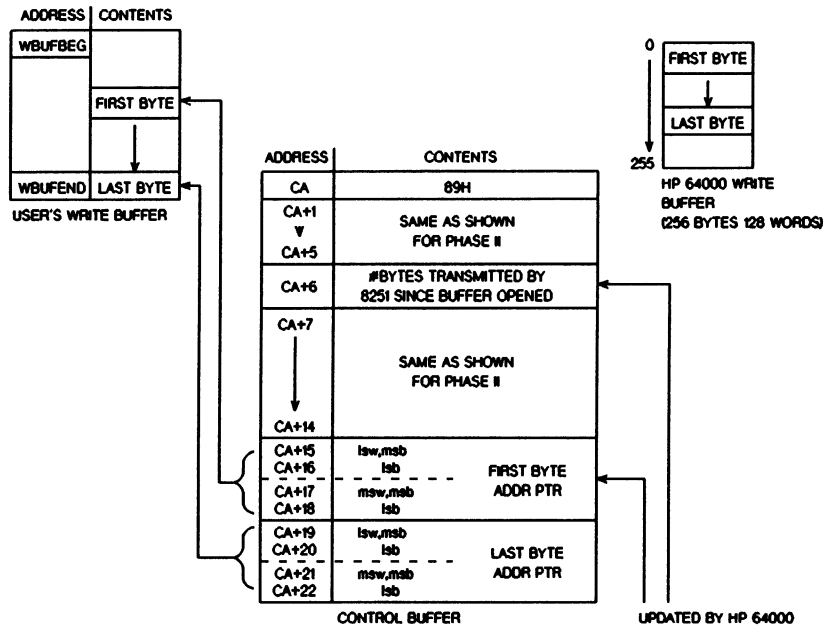 ADDRESS CONTENTS
WBUFBEG
FIRST BYTE
WBUFEND LAST BYTE
USER'S WRITE BUFFER
0
FIRST BYTE
LAST BYTE
255
HP 64000 WRITE
BUFFER
(256 BYTES 128 WORDS)
ADDRESS CONTENTS
CA 89H
CA+1
CA+5
SAME AS SHOWN
FOR PHASE II
CA+6
#BYTES TRANSMITTED BY
8251 SINCE BUFFER OPENED
CA+7
CA+14
SAME AS SHOWN
FOR PHASE II
CA+15 lsw,msb
CA+16 lsb
CA+17 msw,msb
CA+18 lsb
FIRST BYTE
ADDR PTR
CA+19 lsw,msb
CA+20 lsb
CA+21 msw,msb
CA+22 lsb
LAST BYTE
ADDR PTR
CONTROL BUFFER
UPDATED BY HP 64000